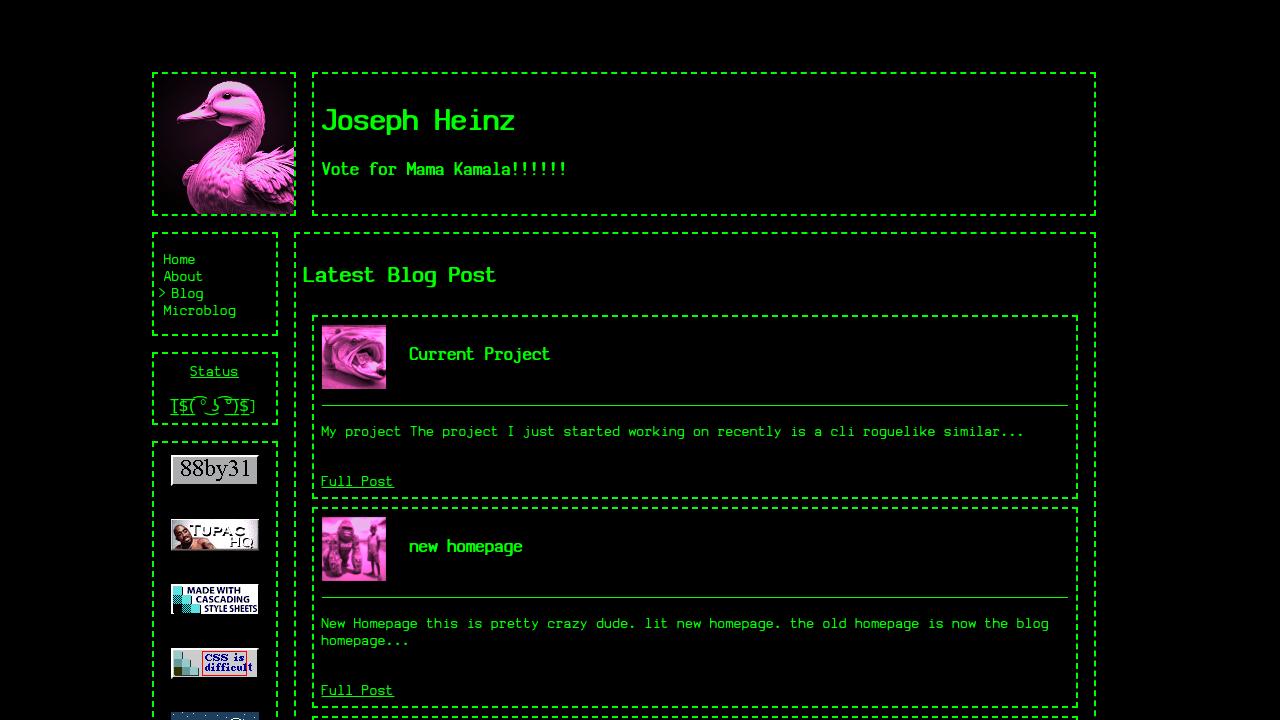 Joseph Heinz
Vote for Mama Kamala!!!!!!
Home
About
> Blog
Microblog
Status
88by31
TUPAC
HQ
MADE WITH
CASCADING
STYLE SHEETS
CSS is
difficult
Latest Blog Post
Current Project
My project The project I just started working on recently is a cli roguelike similar...
Full Post
new homepage
New Homepage this is pretty crazy dude. lit new homepage. the old homepage is now the blog
homepage...
Full Post